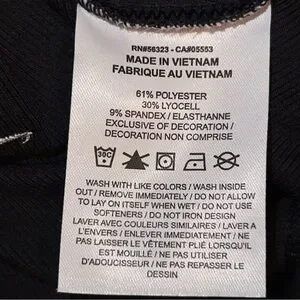 RN#56323 - CA#05553
MADE IN VIETNAM
FABRIQUE AU VIETNAM
61% POLYESTER
30% LYOCELL
9% SPANDEX / ELASTHANNE
EXCLUSIVE OF DECORATION /
DECORATION NON COMPRISE
30C
WASH WITH LIKE COLORS / WASH INSIDE
OUT / REMOVE IMMEDIATELY / DO NOT ALLOW
TO LAY ON ITSELF WHEN WET / DO NOT USE
SOFTENERS / DO NOT IRON DESIGN
LAVER AVEC COULEURS SIMILAIRES / LAVER A
L'ENVERS / ENLEVER IMMEDIATEMENT / NE
PAS LAISSER LE VÊTEMENT PLIÉ LORSQU'IL
EST MOUILLÉ / NE PAS UTILISER
D'ADOUCISSEUR / NE PAS REPASSER LE
DESSIN